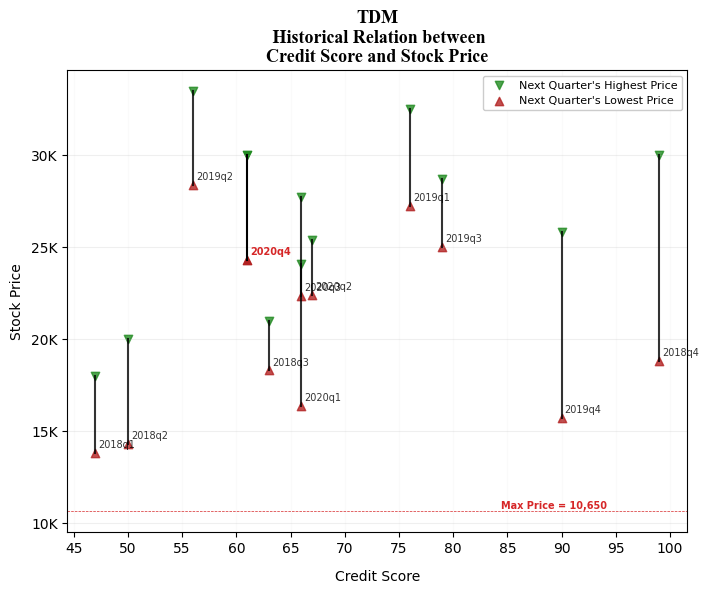 TDM
Historical Relation between
Credit Score and Stock Price
Next Quarter's Highest Price
Next Quarter's Lowest Price
Stock Price
30K
25K
20K
15K
10K
2019q2
2019q1
2019q3
2020q4
2020q3
2020q2
2018q3
2018q4
2020q1
2019q4
2018q2
2018q1
Max Price = 10,650
45 50 55 60 65 70 75 80 85 90 95 100
Credit Score